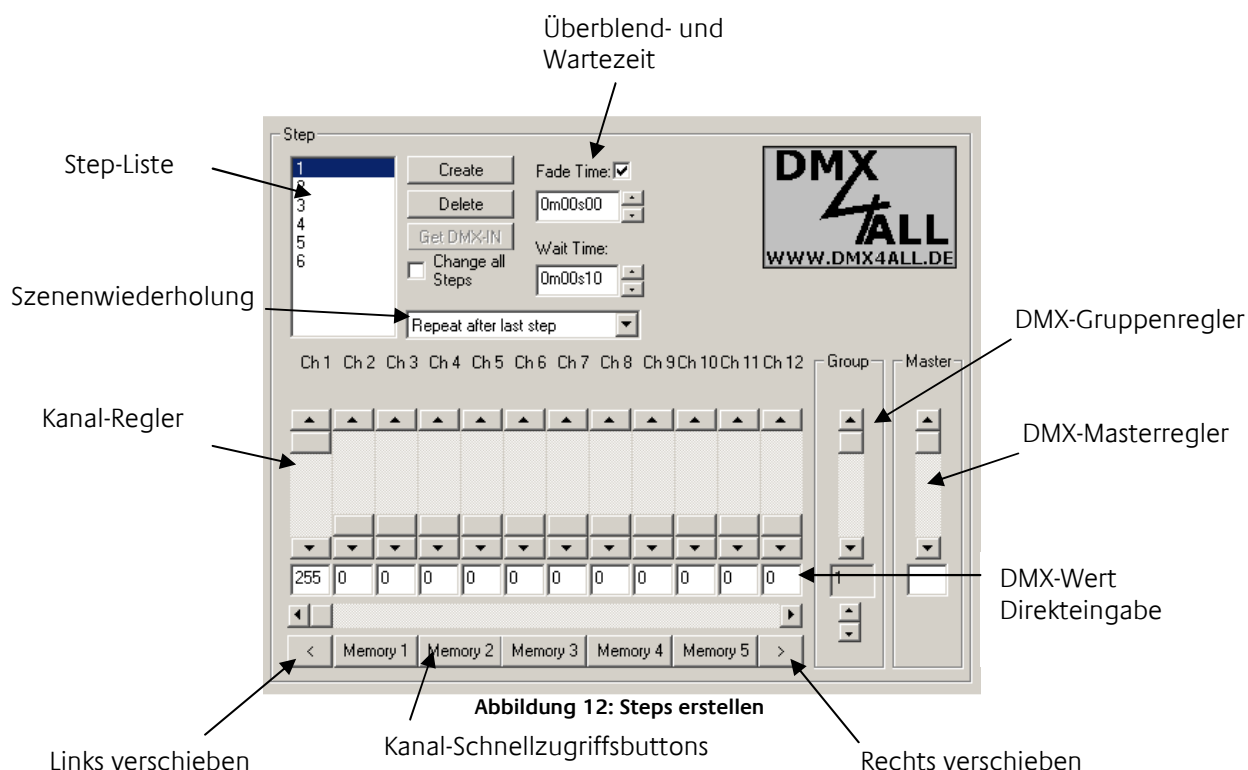 Überblend- und
Wartezeit
Step
Step-Liste
1
2
3
4
5
6
Create
Delete
Get DMX-IN
Change all
Steps
Fade Time:
0m00s00
Wait Time:
0m00s10
DMX
4
ALL
WWW.DMX4ALL.DE
Szenenwiederholung
Repeat after last step
DMX-Gruppenregler
Ch 1 Ch 2 Ch 3 Ch 4 Ch 5 Ch 6 Ch 7 Ch 8 Ch 9 Ch 10 Ch 11 Ch 12
Group
Master
Kanal-Regler
DMX-Masterregler
255 0 0 0 0 0 0 0 0 0 0 0
1
DMX-Wert
Direkteingabe
< Memory 1 Memory 2 Memory 3 Memory 4 Memory 5 >
Abbildung 12: Steps erstellen
Links verschieben
Kanal-Schnellzugriffsbuttons
Rechts verschieben